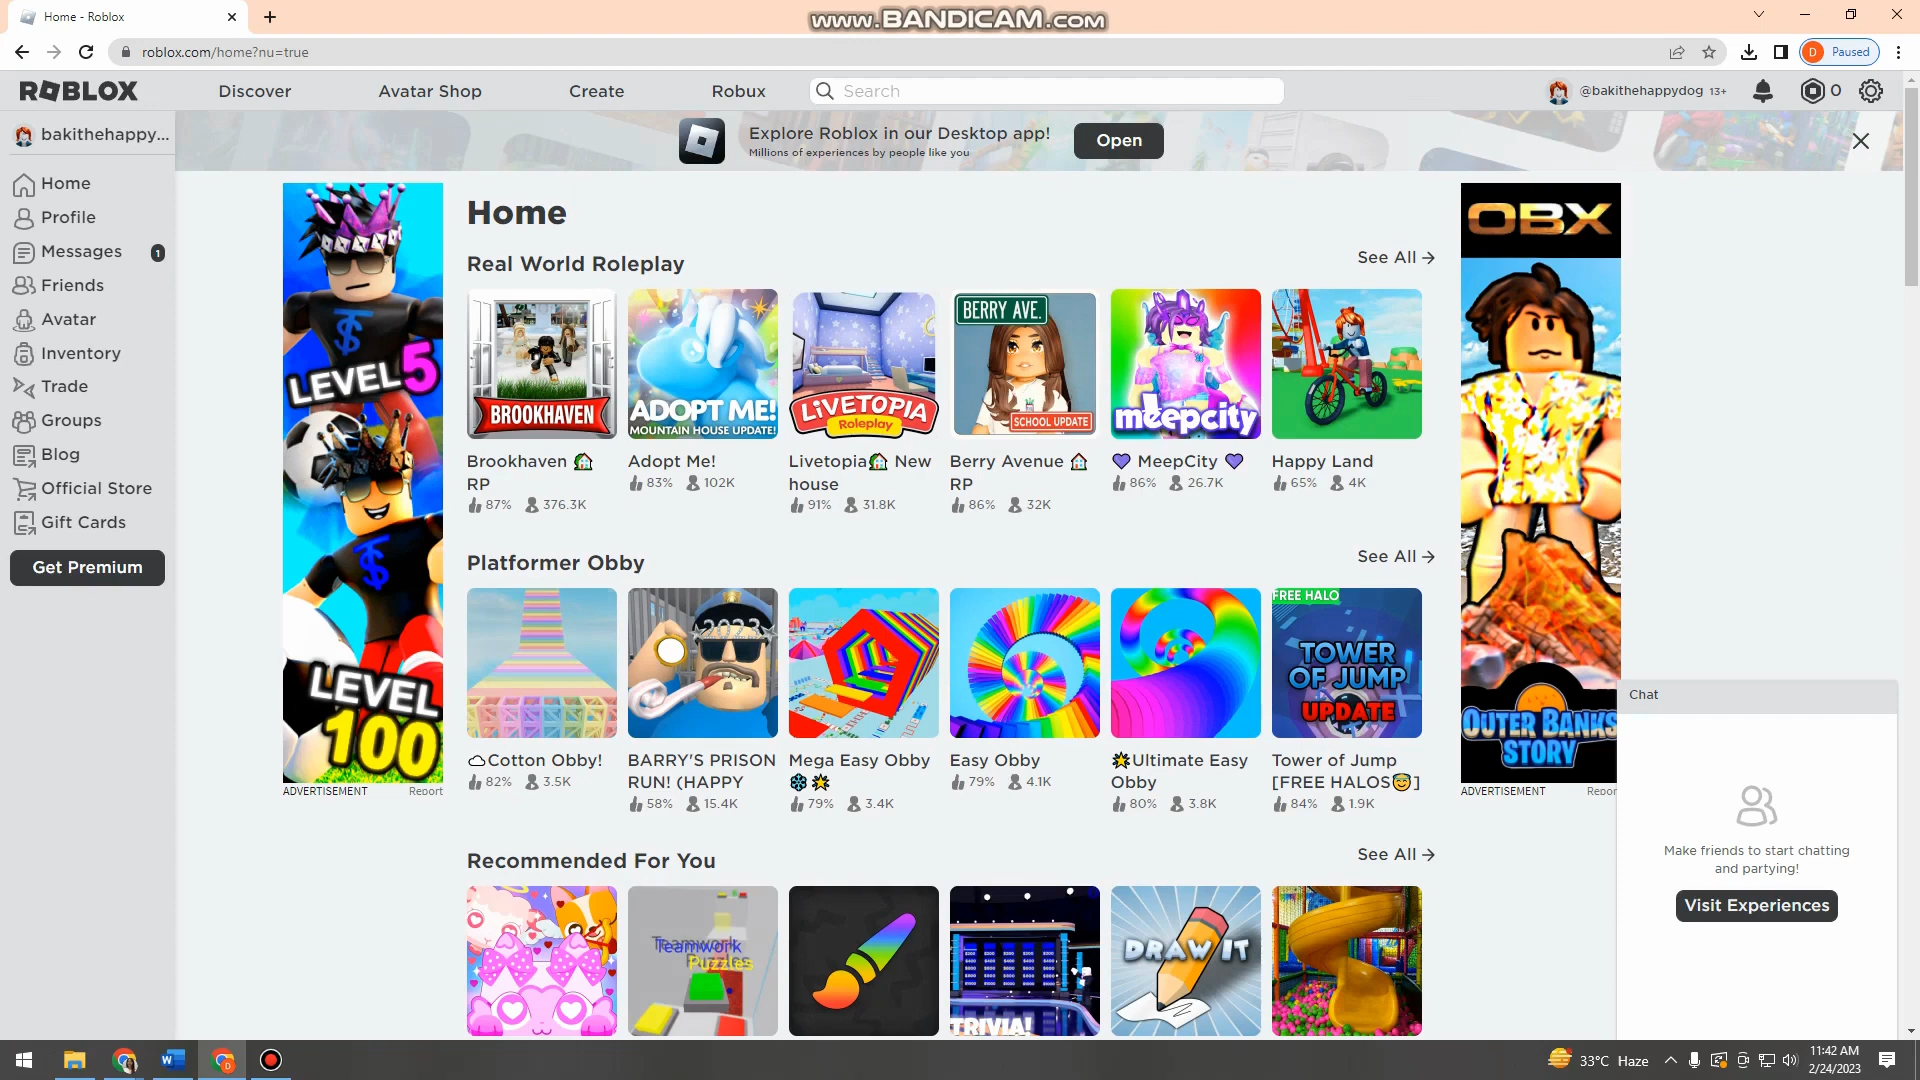 Home - Roblox
www.BANDICAM.com
roblox.com/home?nu=true
D Paused
ROBLOX
Discover
Avatar Shop
Create
Robux
Search
@bakithehappydog 13+
0
bakithehappy...
Explore Roblox in our Desktop app!
Millions of experiences by people like you
Open
Home
Profile
Messages 1
Friends
Avatar
Inventory
Trade
Groups
Blog
Official Store
Gift Cards
Get Premium
LEVEL 5
LEVEL
100
ADVERTISEMENT Report
Home
Real World Roleplay
See All →
BROOKHAVEN
ADOPT ME!
MOUNTAIN HOUSE UPDATE!
LIVETOPIA
Roleplay
BERRY AVE.
SCHOOL UPDATE
meepcity
Brookhaven 🏡
RP
87% 376.3K
Adopt Me!
83% 102K
Livetopia🏡 New
house
91% 31.8K
Berry Avenue 🏠
RP
86% 32K
💜 MeepCity 💜
86% 26.7K
Happy Land
65% 4K
Platformer Obby
See All →
2023
FREE HALO
TOWER
OF JUMP
UPDATE
☁Cotton Obby!
82% 3.5K
BARRY'S PRISON
RUN! (HAPPY
58% 15.4K
Mega Easy Obby
❄🌟
79% 3.4K
Easy Obby
79% 4.1K
🌟Ultimate Easy
Obby
80% 3.8K
Tower of Jump
[FREE HALOS😇]
84% 1.9K
Recommended For You
See All →
Teamwork
Puzzles
TRIVIA!
DRAW IT
OBX
OUTER BANKS
STORY
ADVERTISEMENT Repor
Chat
Make friends to start chatting
and partying!
Visit Experiences
33°C Haze
11:42 AM
2/24/2023